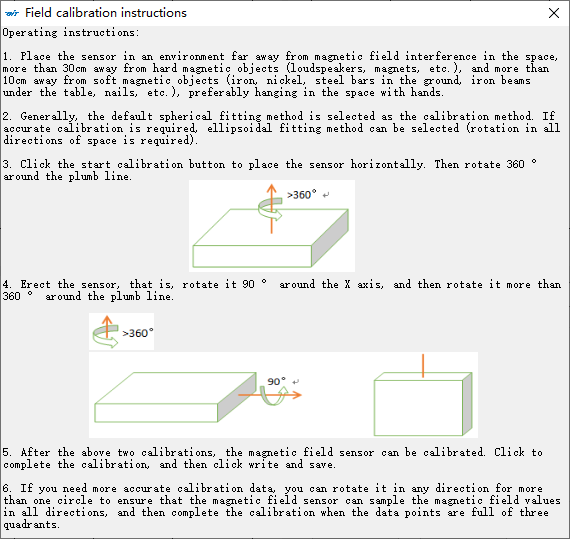 Field calibration instructions
Operating instructions:
1. Place the sensor in an environment far away from magnetic field interference in the space,
more than 30cm away from hard magnetic objects (loudspeakers, magnets, etc.), and more than
10cm away from soft magnetic objects (iron, nickel, steel bars in the ground, iron beams
under the table, nails, etc.), preferably hanging in the space with hands.
2. Generally, the default spherical fitting method is selected as the calibration method. If
accurate calibration is required, ellipsoidal fitting method can be selected (rotation in all
directions of space is required).
3. Click the start calibration button to place the sensor horizontally. Then rotate 360 °
around the plumb line.
>360°
4. Erect the sensor, that is, rotate it 90 ° around the X axis, and then rotate it more than
360 ° around the plumb line.
>360°
90°
5. After the above two calibrations, the magnetic field sensor can be calibrated. Click to
complete the calibration, and then click write and save.
6. If you need more accurate calibration data, you can rotate it in any direction for more
than one circle to ensure that the magnetic field sensor can sample the magnetic field values
in all directions, and then complete the calibration when the data points are full of three
quadrants.